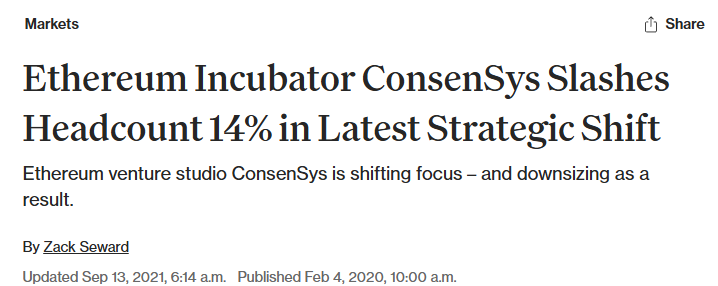 Markets
Share
Ethereum Incubator ConsenSys Slashes
Headcount 14% in Latest Strategic Shift
Ethereum venture studio ConsenSys is shifting focus – and downsizing as a
result.
By Zack Seward
Updated Sep 13, 2021, 6:14 a.m. Published Feb 4, 2020, 10:00 a.m.